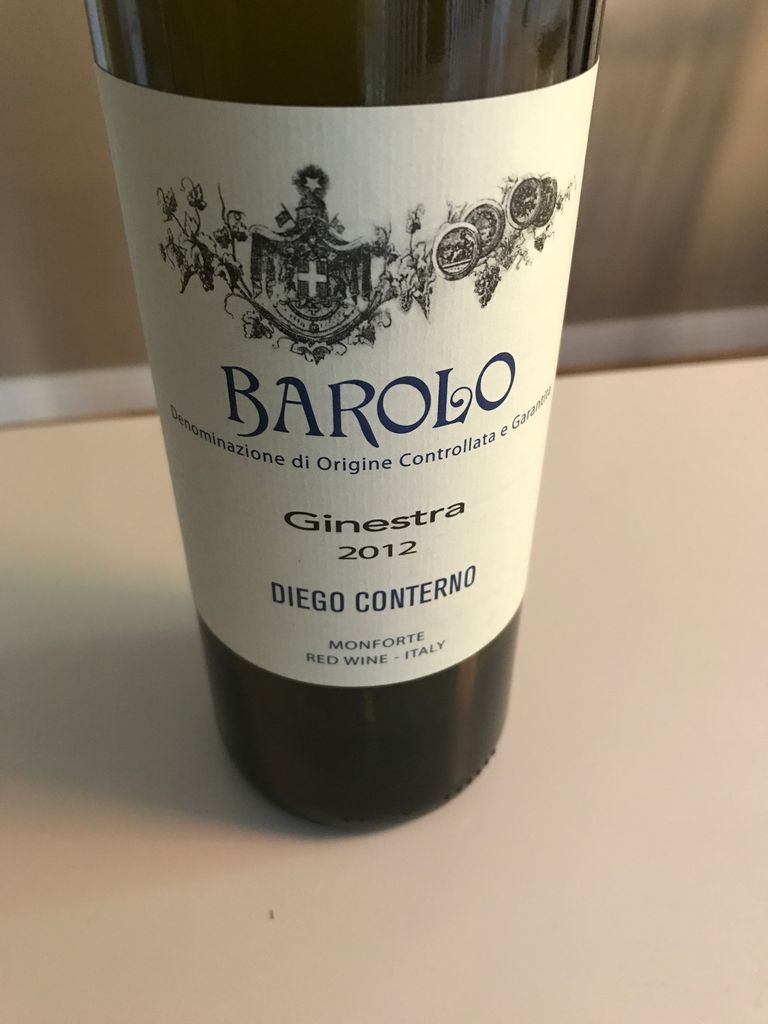 BAROLO
Denominazione di Origine Controllata e Garantita
Ginestra
2012
DIEGO CONTERNO
MONFORTE
RED WINE - ITALY